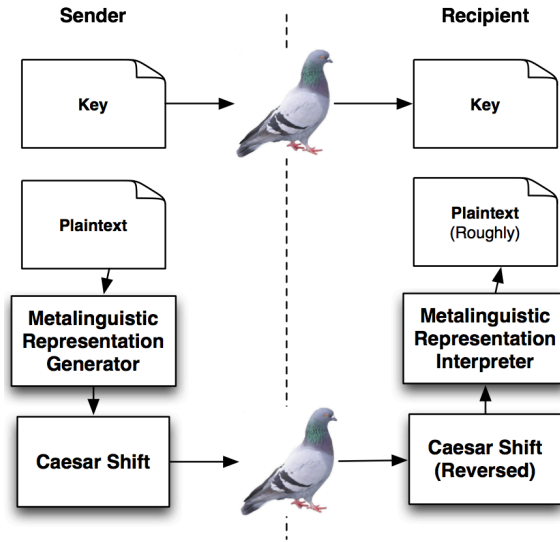 Sender
Recipient
Key
Key
Plaintext
Plaintext
(Roughly)
Metalinguistic
Representation
Generator
Metalinguistic
Representation
Interpreter
Caesar Shift
Caesar Shift
(Reversed)